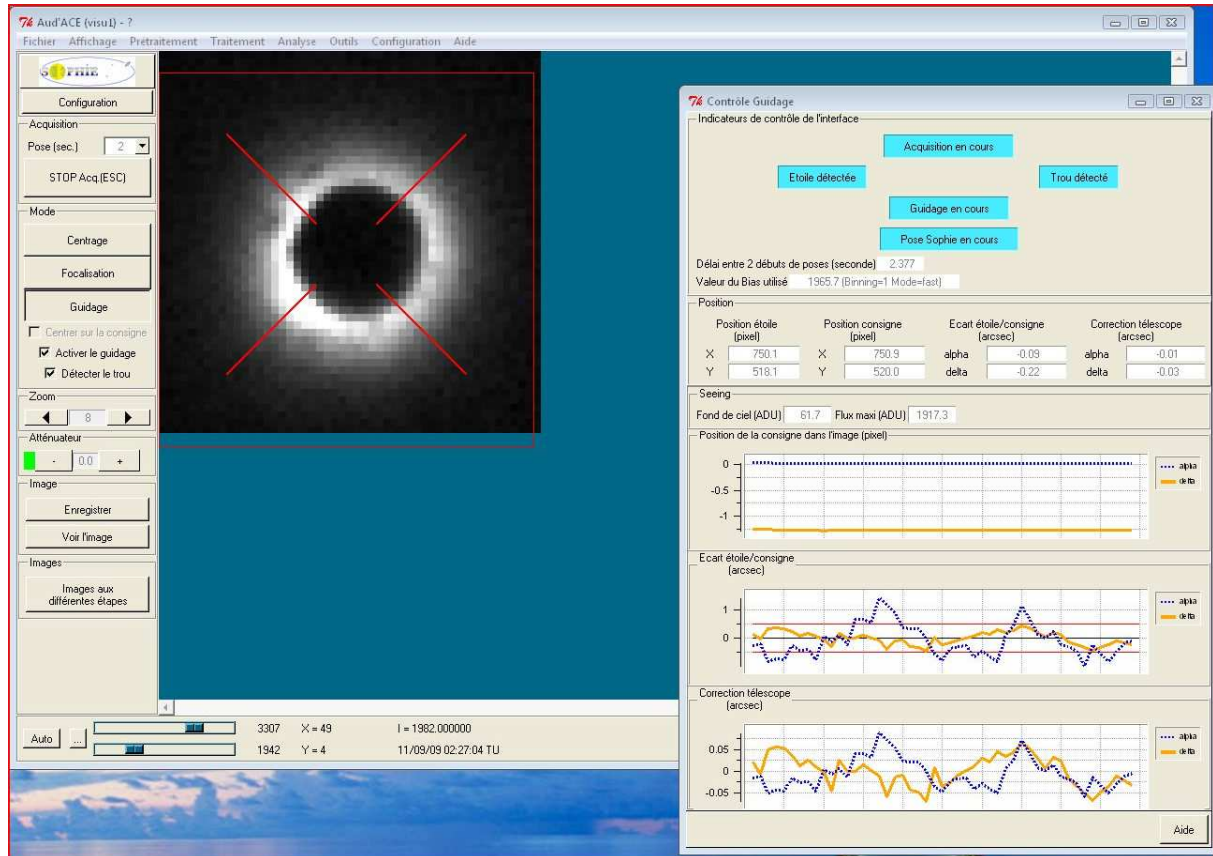 Aud'ACE (visu1) - ?
Fichier Affichage Prétraitement Traitement Analyse Outils Configuration Aide
SOPHIE
Configuration
Acquisition
Pose (sec.) 2
STOP Acq.(ESC)
Mode
Centrage
Focalisation
Guidage
Centrer sur la consigne
Activer le guidage
Détecter le trou
Zoom
8
Atténuateur
- 0.0 +
Image
Enregistrer
Voir l'image
Images
Images aux
différentes étapes
Auto ... 3307 X = 49 I = 1982.000000
1942 Y = 4 11/09/09 02:27:04 TU
Contrôle Guidage
Indicateurs de contrôle de l'interface
Acquisition en cours
Etoile détectée Trou détecté
Guidage en cours
Pose Sophie en cours
Délai entre 2 débuts de poses (seconde) 2.377
Valeur du Bias utilisé 1965.7 (Binning=1 Mode=fast)
Position
Position étoile Position consigne Ecart étoile/consigne Correction télescope
(pixel) (pixel) (arcsec) (arcsec)
X 750.1 X 750.9 alpha -0.09 alpha -0.01
Y 518.1 Y 520.0 delta -0.22 delta -0.03
Seeing
Fond de ciel (ADU) 61.7 Flux maxi (ADU) 1917.3
Position de la consigne dans l'image (pixel)
0
-0.5
-1
alpha
delta
Ecart étoile/consigne
(arcsec)
1
0
alpha
delta
Correction télescope
(arcsec)
0.05
0
-0.05
alpha
delta
Aide